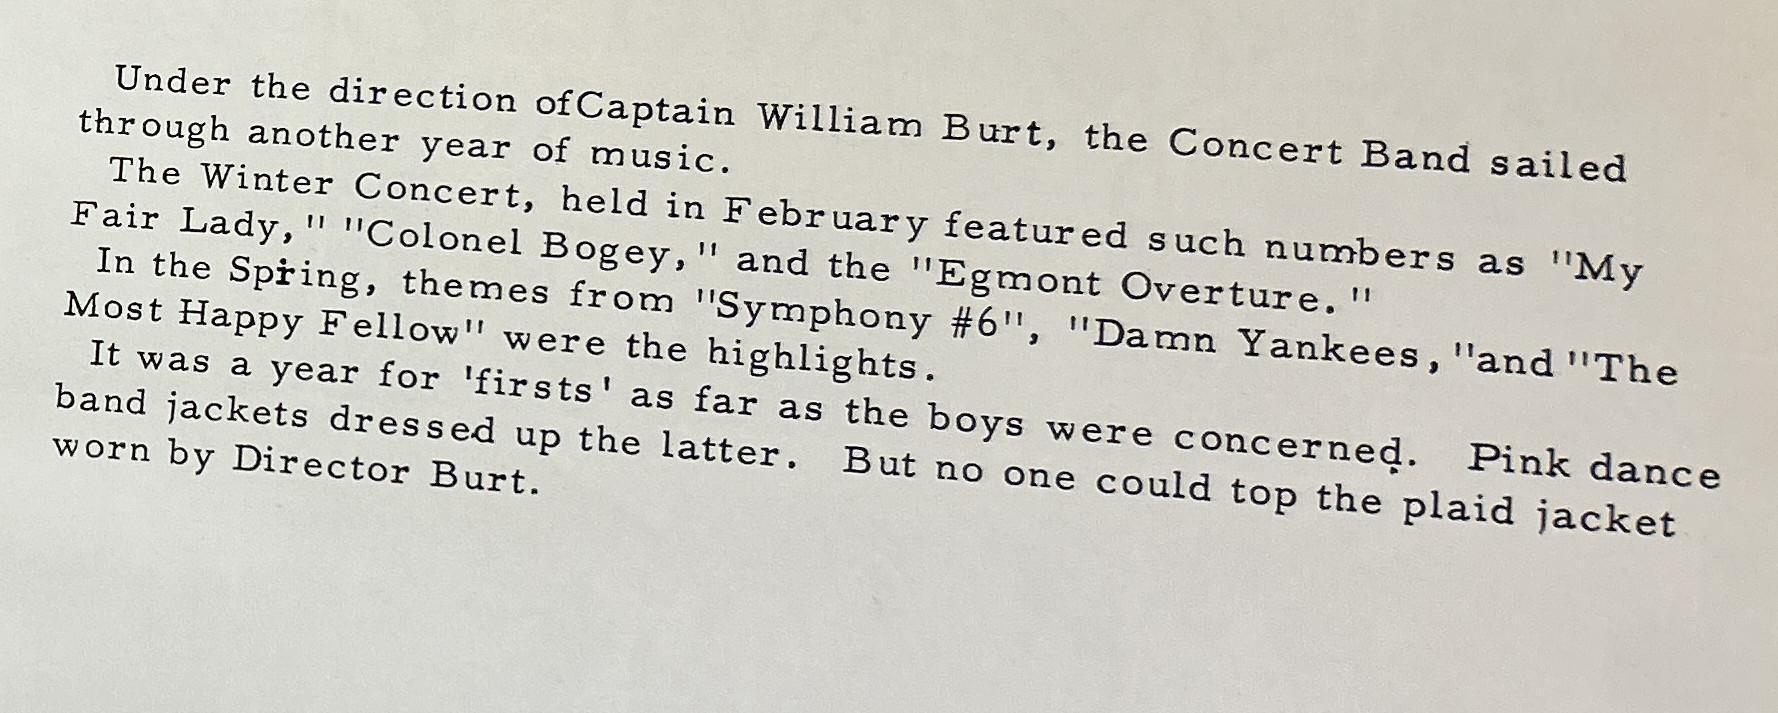 Under the direction ofCaptain William Burt, the Concert Band sailed
through another year of music.
The Winter Concert, held in February featured such numbers as "My
Fair Lady," "Colonel Bogey," and the "Egmont Overture."
In the Spring, themes from "Symphony #6", "Damn Yankees,"and "The
Most Happy Fellow" were the highlights.
It was a year for 'firsts' as far as the boys were concerned. Pink dance
band jackets dressed up the latter. But no one could top the plaid jacket
worn by Director Burt.